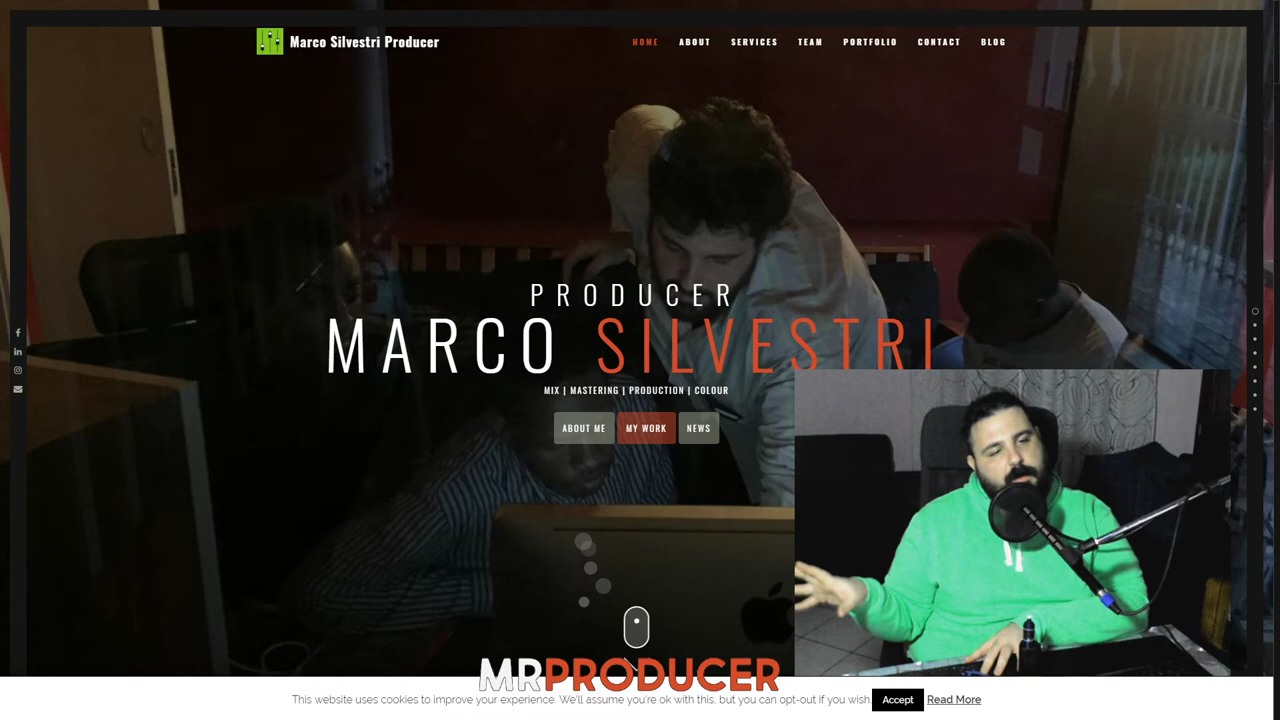 Marco Silvestri Producer
HOME ABOUT SERVICES TEAM PORTFOLIO CONTACT BLOG
PRODUCER
MARCO SILVESTRI
MIX | MASTERING | PRODUCTION | COLOUR
ABOUT ME MY WORK NEWS
MRPRODUCER
This website uses cookies to improve your experience. We'll assume you're ok with this, but you can opt-out if you wish. Accept Read More